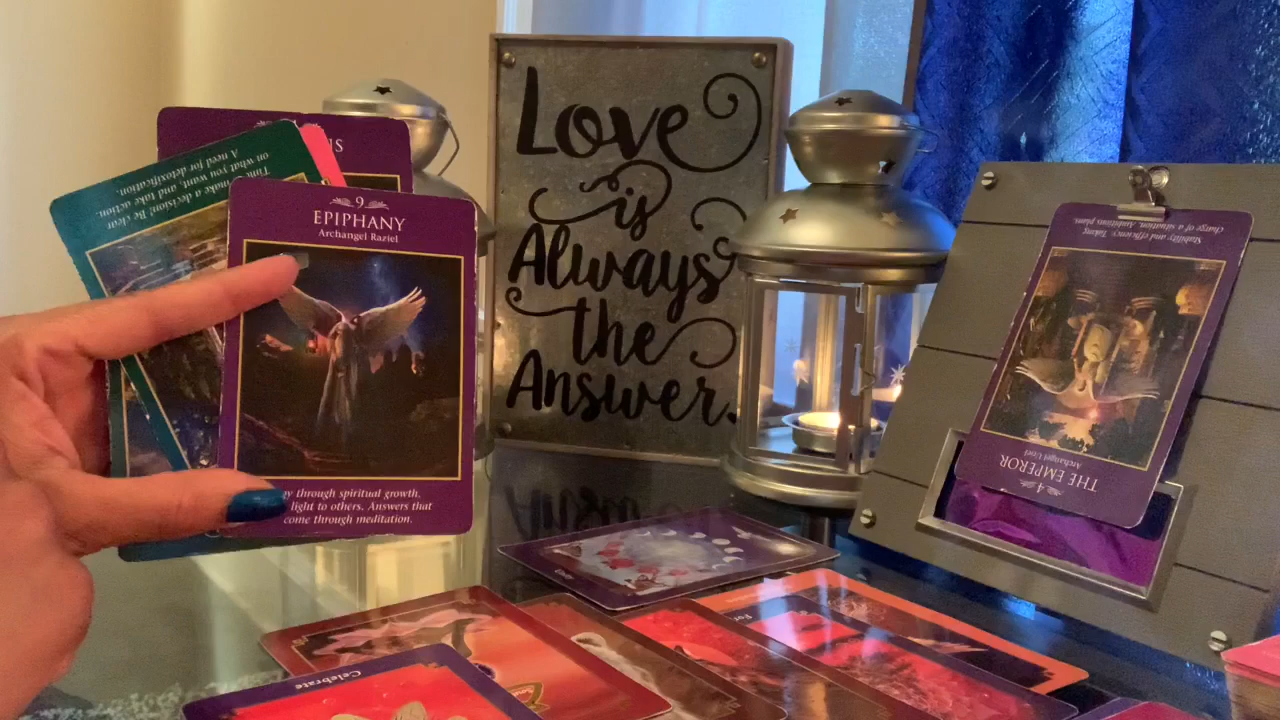 NS
Time to make a decision! Be clear
on what you want, and take action.
A need for detoxification.
9
EPIPHANY
Archangel Raziel
y through spiritual growth.
light to others. Answers that
come through meditation.
Love
is
Always
the
Answer.
4
THE EMPEROR
Archangel Uriel
Stability and efficiency. Taking
charge of situation. Ambitious plans.
Celebrate
For